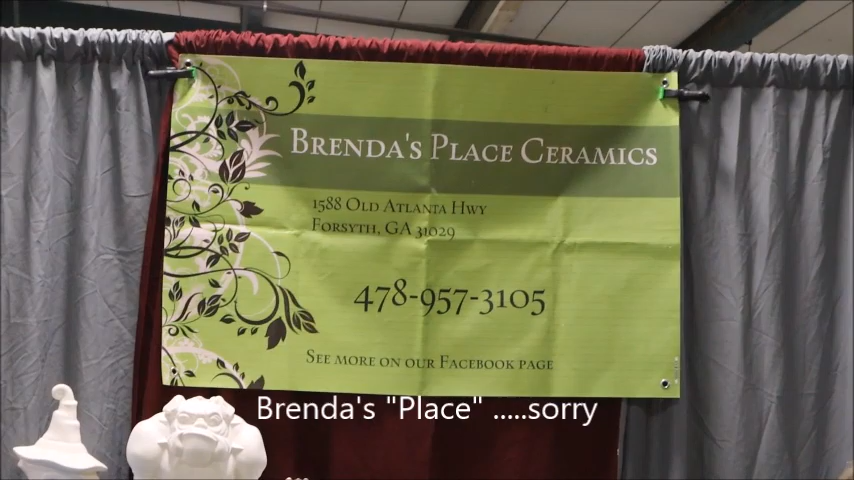 Brenda's Place Ceramics
1588 Old Atlanta Hwy
Forsyth, GA 31029
478-957-3105
See more on our Facebook page
Brenda's "Place" .....sorry